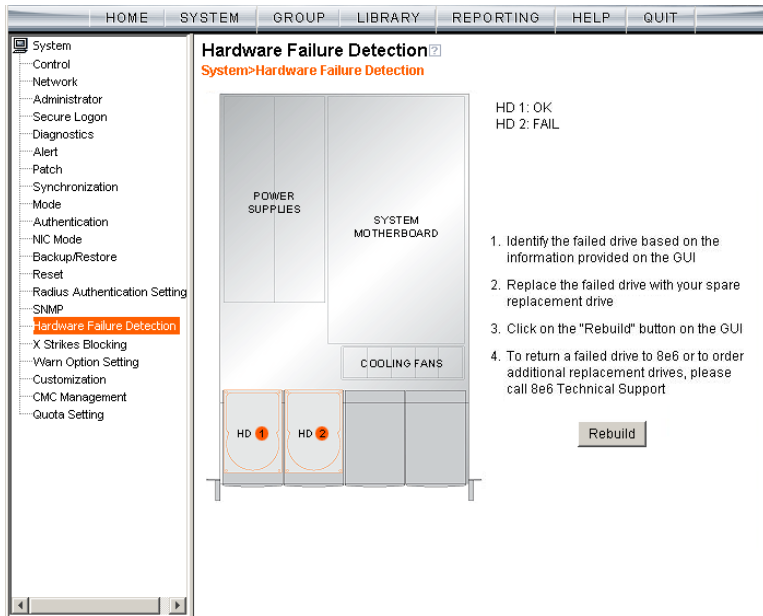 HOME SYSTEM GROUP LIBRARY REPORTING HELP QUIT
System
Control
Network
Administrator
Secure Logon
Diagnostics
Alert
Patch
Synchronization
Mode
Authentication
NIC Mode
Backup/Restore
Reset
Radius Authentication Setting
SNMP
Hardware Failure Detection
X Strikes Blocking
Warn Option Setting
Customization
CMC Management
Quota Setting
Hardware Failure Detection ?
System>Hardware Failure Detection
POWER
SUPPLIES
SYSTEM
MOTHERBOARD
COOLING FANS
HD 1
HD 2
HD 1: OK
HD 2: FAIL
1. Identify the failed drive based on the
information provided on the GUI
2. Replace the failed drive with your spare
replacement drive
3. Click on the "Rebuild" button on the GUI
4. To return a failed drive to 8e6 or to order
additional replacement drives, please
call 8e6 Technical Support
Rebuild